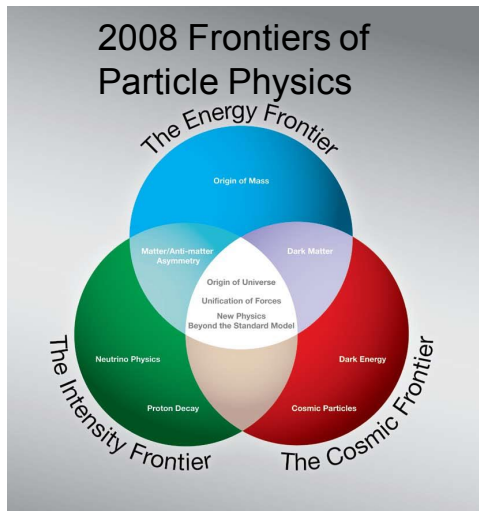 2008 Frontiers of
Particle Physics
The Energy Frontier
Origin of Mass
Matter/Anti-matter
Asymmetry
Dark Matter
Origin of Universe
Unification of Forces
New Physics
Beyond the Standard Model
Neutrino Physics
Dark Energy
Proton Decay
Cosmic Particles
The Intensity Frontier
The Cosmic Frontier